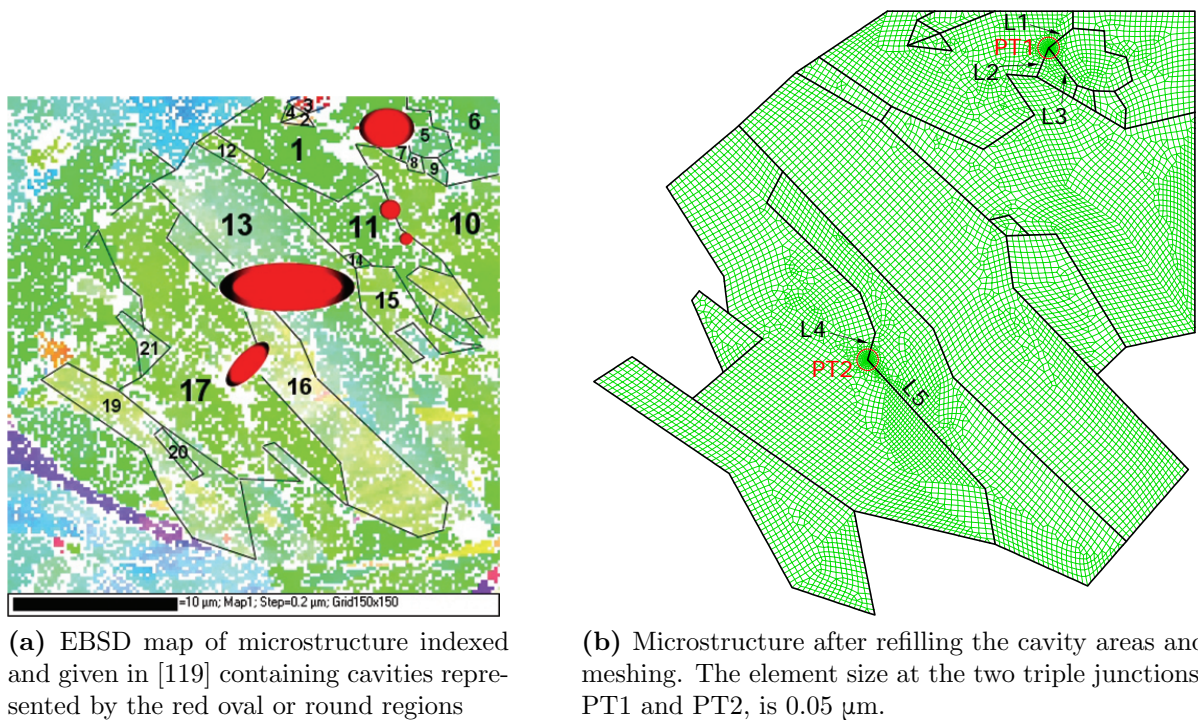 1
2
3
4
5
6
7
8
9
10
11
12
13
14
15
16
17
19
20
21
=10 µm; Map1; Step=0.2 µm; Grid150x150
(a) EBSD map of microstructure indexed
and given in [119] containing cavities repre-
sented by the red oval or round regions
L1
PT1
L2
L3
L4
PT2
L5
(b) Microstructure after refilling the cavity areas and
meshing. The element size at the two triple junctions,
PT1 and PT2, is 0.05 µm.